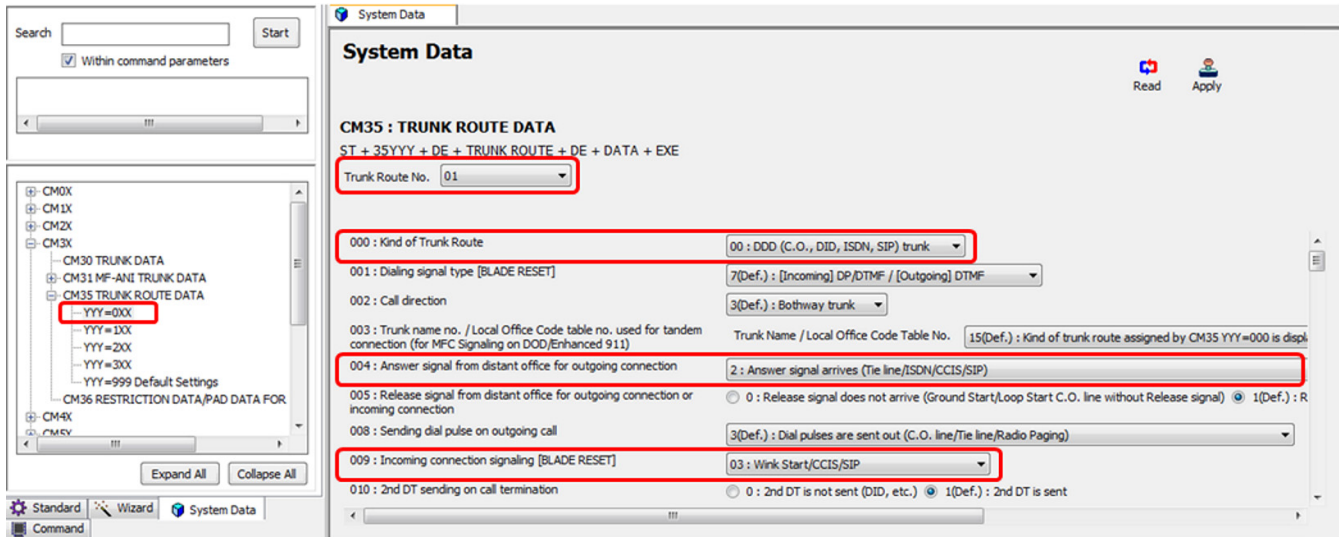 Search
Start
Within command parameters
CM0X
CM1X
CM2X
CM3X
CM30 TRUNK DATA
CM31 MF-ANI TRUNK DATA
CM35 TRUNK ROUTE DATA
YYY=0XX
YYY=1XX
YYY=2XX
YYY=3XX
YYY=999 Default Settings
CM36 RESTRICTION DATA/PAD DATA FOR
CM4X
CM5X
Expand All Collapse All
Standard Wizard System Data
Command
System Data
System Data
Read Apply
CM35 : TRUNK ROUTE DATA
ST + 35YYY + DE + TRUNK ROUTE + DE + DATA + EXE
Trunk Route No. 01
000 : Kind of Trunk Route 00 : DDD (C.O., DID, ISDN, SIP) trunk
001 : Dialing signal type [BLADE RESET] 7(Def.) : [Incoming] DP/DTMF / [Outgoing] DTMF
002 : Call direction 3(Def.) : Bothway trunk
003 : Trunk name no. / Local Office Code table no. used for tandem
connection (for MFC Signaling on DOD/Enhanced 911) Trunk Name / Local Office Code Table No. 15(Def.) : Kind of trunk route assigned by CM35 YYY=000 is displ
004 : Answer signal from distant office for outgoing connection 2 : Answer signal arrives (Tie line/ISDN/CCIS/SIP)
005 : Release signal from distant office for outgoing connection or
incoming connection 0 : Release signal does not arrive (Ground Start/Loop Start C.O. line without Release signal) 1(Def.) : R
008 : Sending dial pulse on outgoing call 3(Def.) : Dial pulses are sent out (C.O. line/Tie line/Radio Paging)
009 : Incoming connection signaling [BLADE RESET] 03 : Wink Start/CCIS/SIP
010 : 2nd DT sending on call termination 0 : 2nd DT is not sent (DID, etc.) 1(Def.) : 2nd DT is sent